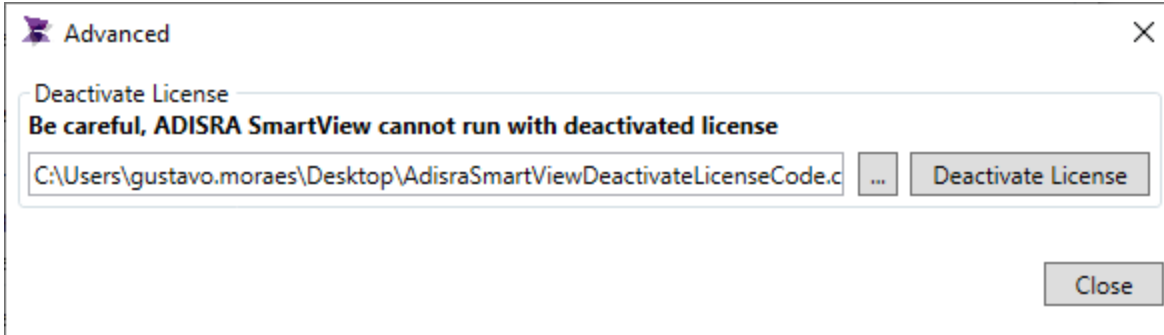 Advanced
Deactivate License
Be careful, ADISRA SmartView cannot run with deactivated license
C:\Users\gustavo.moraes\Desktop\AdisraSmartViewDeactivateLicenseCode.c ... Deactivate License
Close